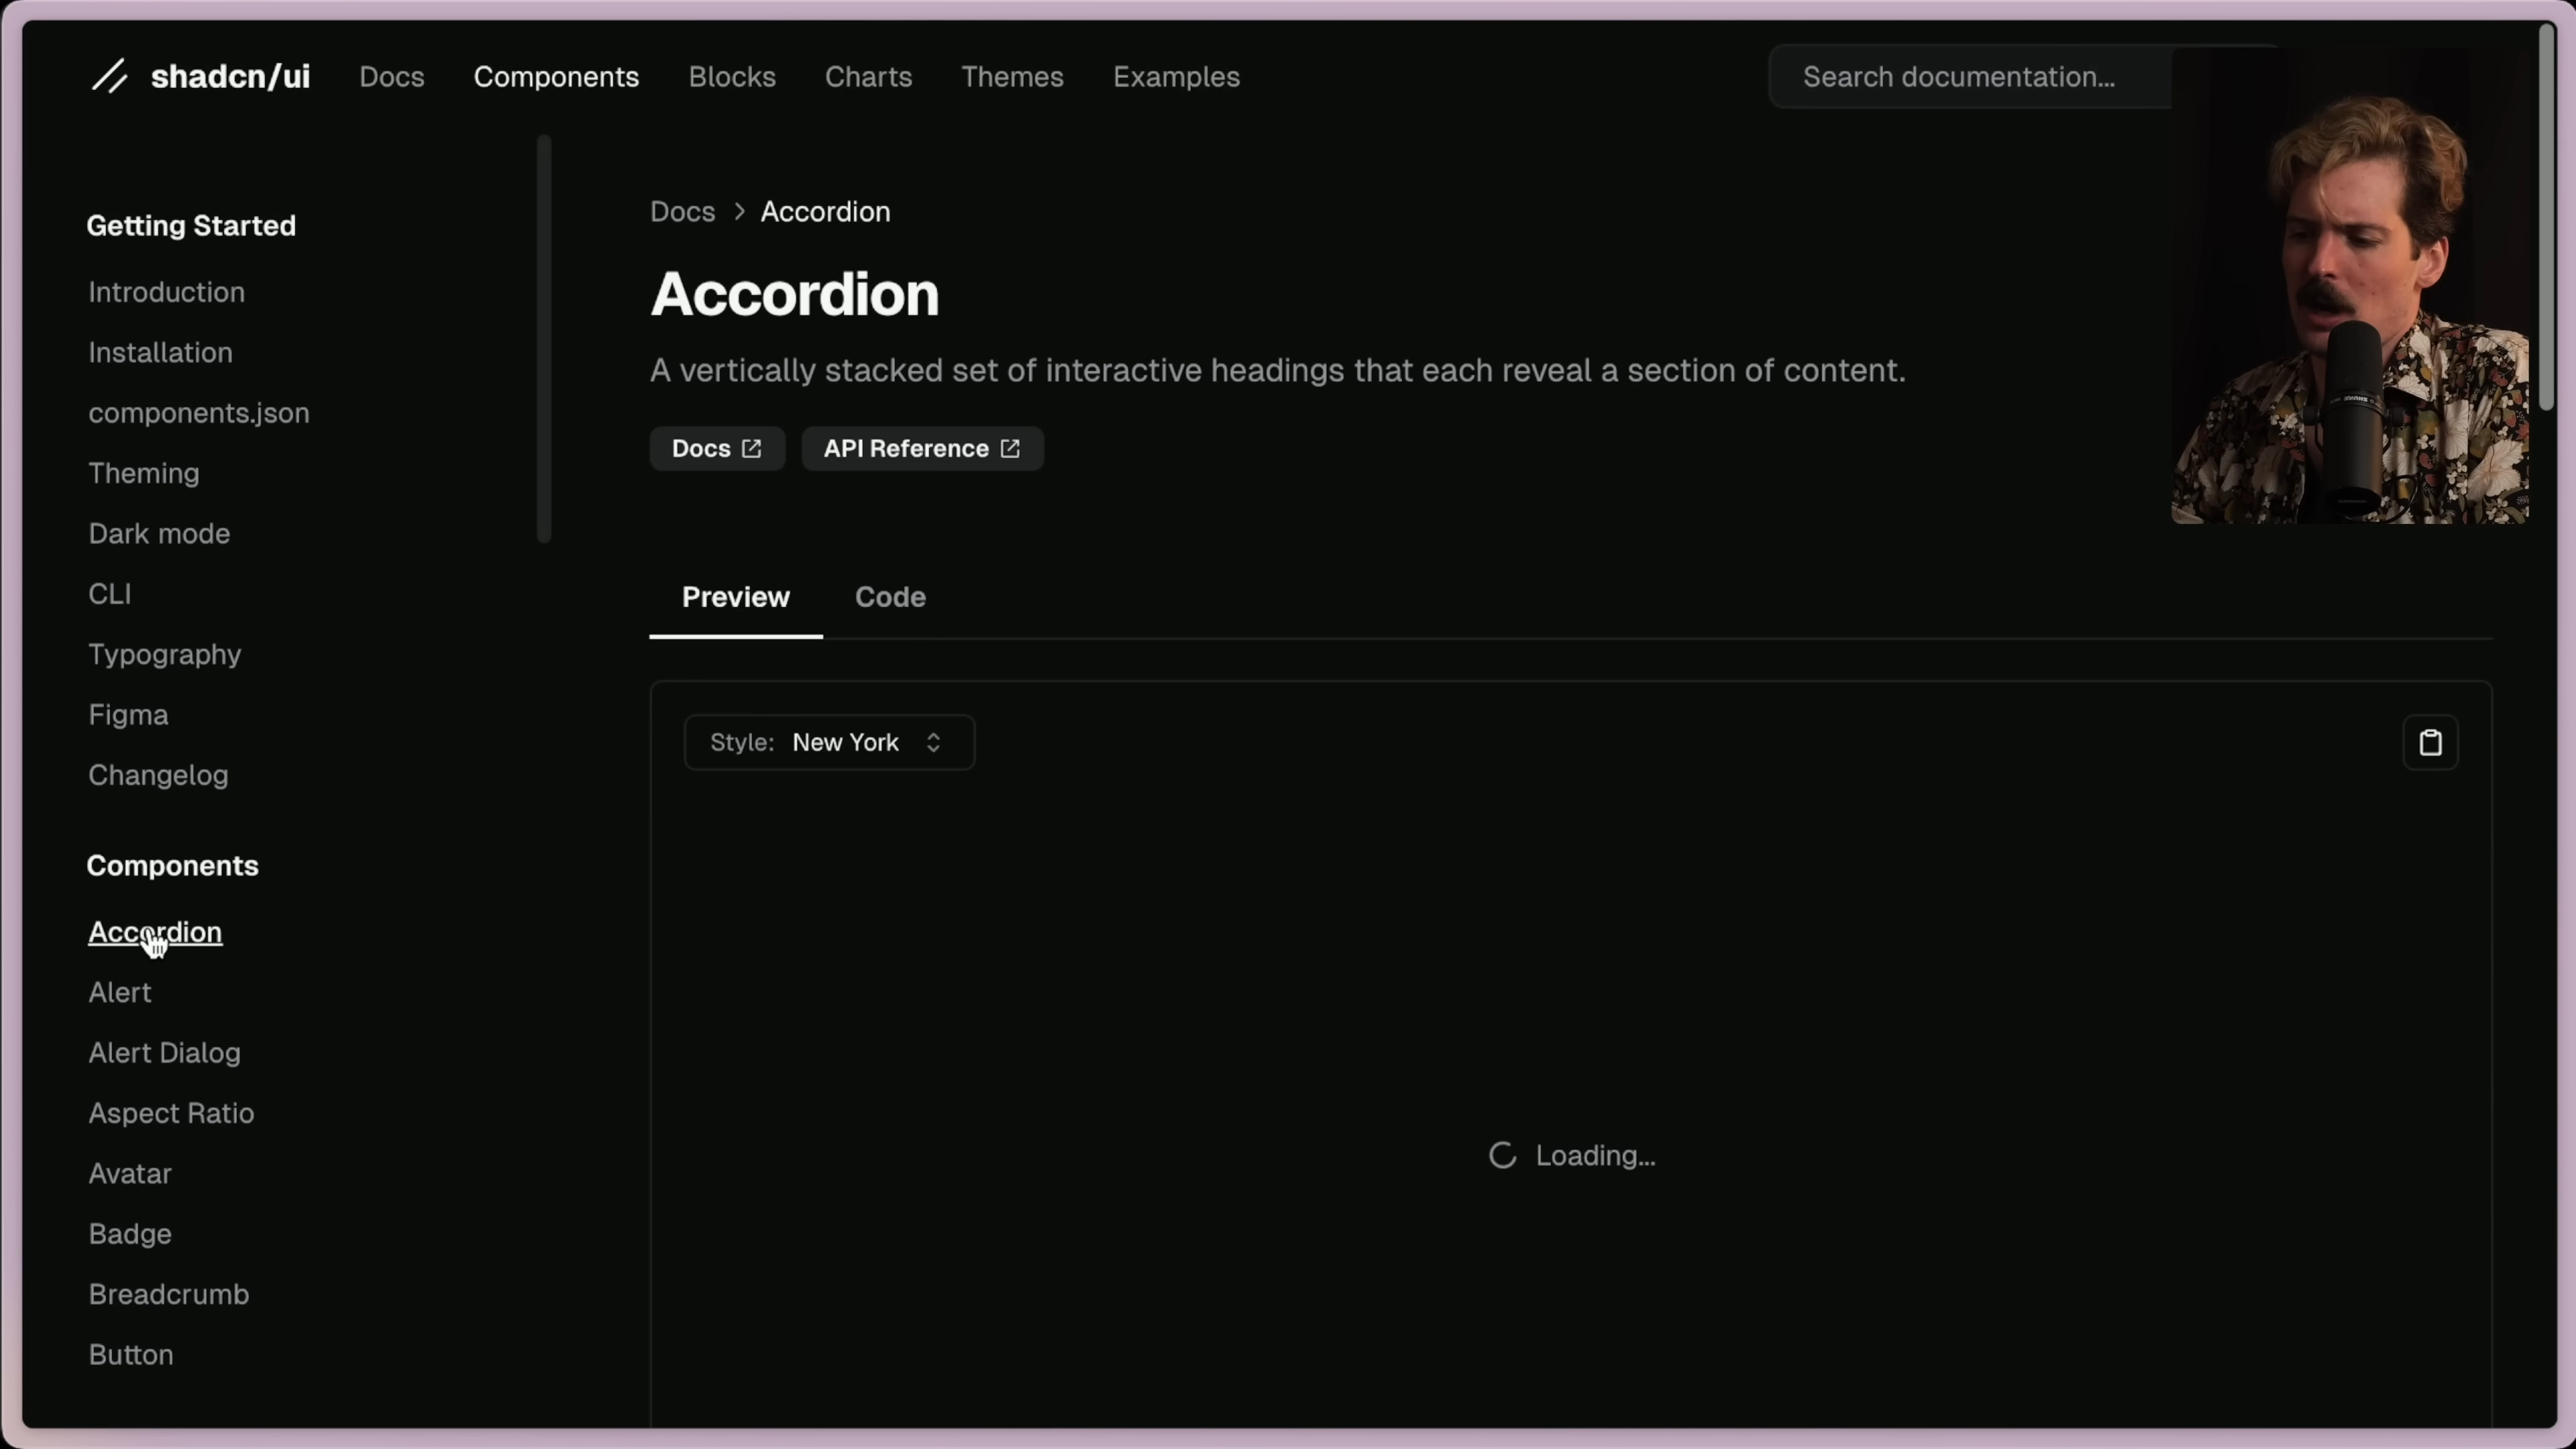 shadcn/ui Docs Components Blocks Charts Themes Examples Search documentation...
Getting Started
Introduction
Installation
components.json
Theming
Dark mode
CLI
Typography
Figma
Changelog
Components
Accordion
Alert
Alert Dialog
Aspect Ratio
Avatar
Badge
Breadcrumb
Button
Docs > Accordion
Accordion
A vertically stacked set of interactive headings that each reveal a section of content.
Docs API Reference
Preview Code
Style: New York
Loading...